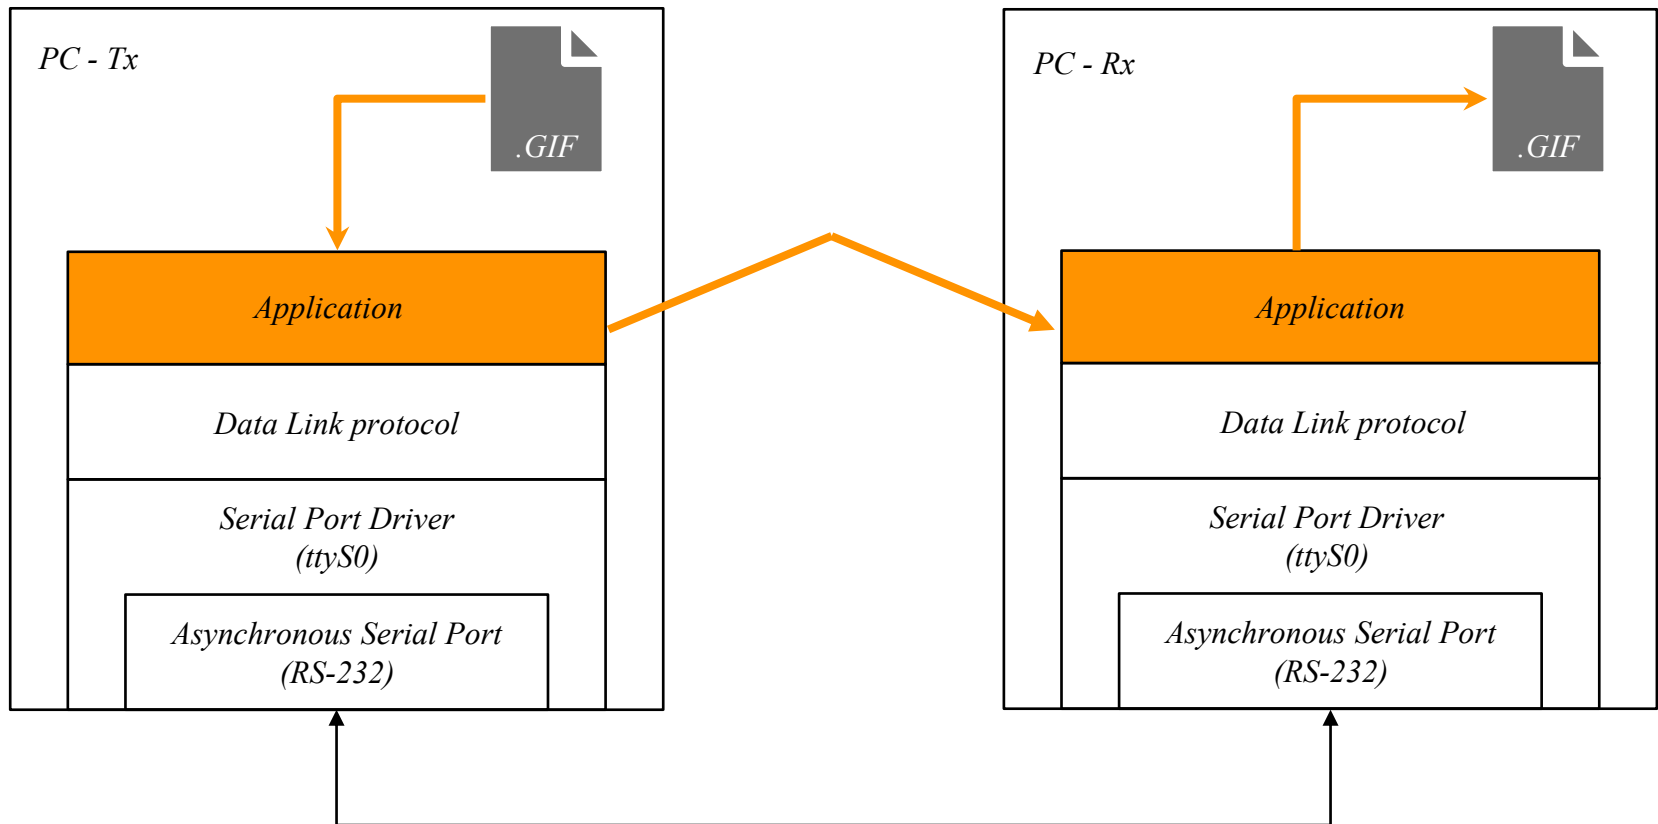 PC - Tx
.GIF
Application
Data Link protocol
Serial Port Driver
(ttyS0)
Asynchronous Serial Port
(RS-232)
PC - Rx
.GIF
Application
Data Link protocol
Serial Port Driver
(ttyS0)
Asynchronous Serial Port
(RS-232)